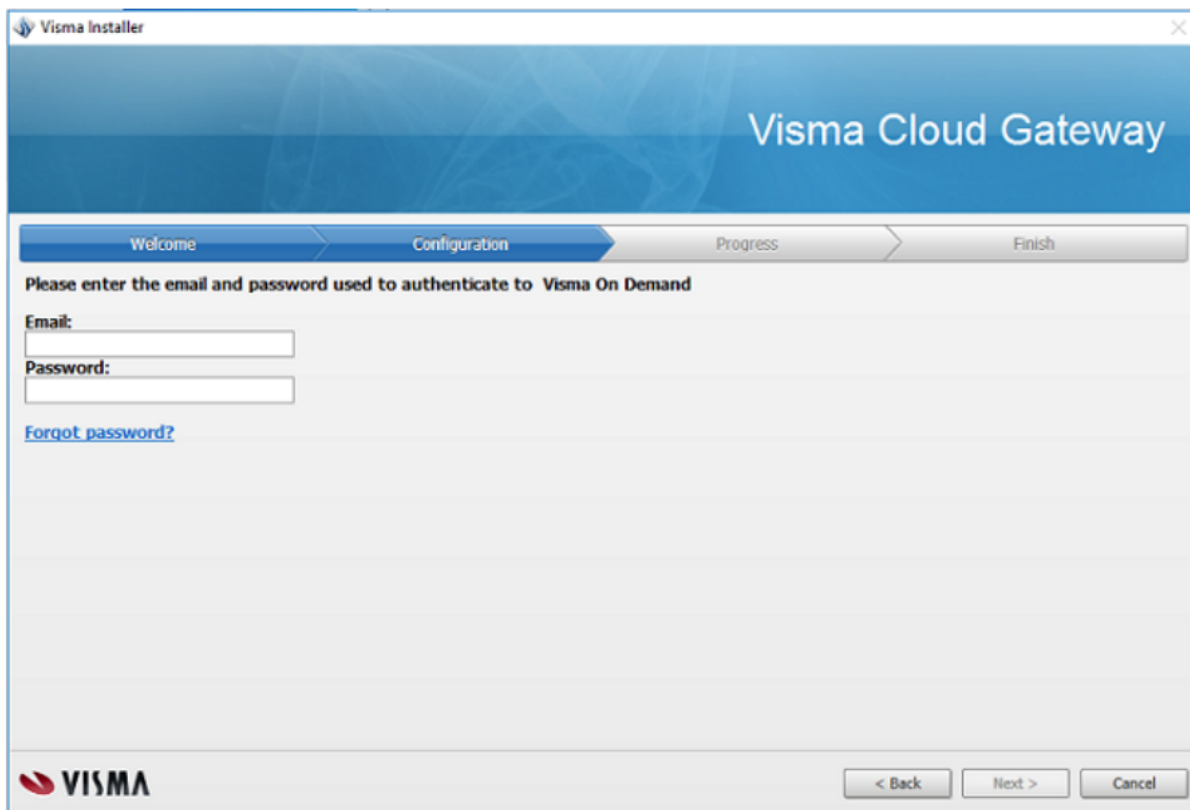 Visma Installer
Visma Cloud Gateway
Welcome Configuration Progress Finish
Please enter the email and password used to authenticate to Visma On Demand
Email:
Password:
Forgot password?
VISMA < Back Next > Cancel